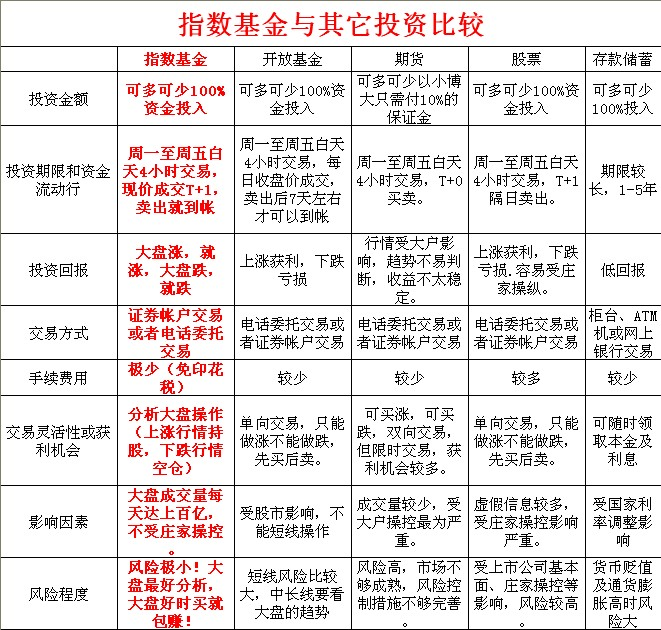 指数基金与其它投资比较
指数基金 开放基金 期货 股票 存款储蓄
投资金额
可多可少100%
资金投入
可多可少100%资
金投入
可多可少以小博
大只需付10%的
保证金
可多可少100%资
金投入
可多可少
100%投入
投资期限和资金
流动行
周一至周五白
天4小时交易，
现价成交T+1，
卖出就到帐
周一至周五白天
4小时交易，每
日收盘价成交，
卖出后7天左右
才可以到帐
周一至周五白天
4小时交易，T+0
买卖。
周一至周五白天
4小时交易，T+1
隔日卖出。
期限较
长，1-5年
投资回报
大盘涨，就
涨，大盘跌，
就跌
上涨获利，下跌
亏损
行情受大户影
响，趋势不易判
断，收益不太稳
定。
上涨获利，下跌
亏损.容易受庄
家操纵。
低回报
交易方式
证券帐户交易
或者电话委托
交易
电话委托交易或
者证券帐户交易
电话委托交易或
者证券帐户交易
电话委托交易或
者证券帐户交易
柜台、ATM
机或网上
银行交易
手续费用
极少（免印花
税）
较少
较少
较多
较少
交易灵活性或获
利机会
分析大盘操作
（上涨行情持
股，下跌行情
空仓）
单向交易，只能
做涨不能做跌，
先买后卖。
可买涨，可买
跌，双向交易，
但限时交易，获
利机会较多。
单向交易，只能
做涨不能做跌，
先买后卖。
可随时领
取本金及
利息
影响因素
大盘成交量每
天达上百亿，
不受庄家操控
。
受股市影响，不
能短线操作
成交量较少，受
大户操控最为严
重。
虚假信息较多，
受庄家操控影响
严重。
受国家利
率调整影
响
风险程度
风险极小！大
盘最好分析，
大盘好时买就
包赚！
短线风险比较
大，中长线要看
大盘的趋势
风险高，市场不
够成熟，风险控
制措施不够完善。
受上市公司基本
面、庄家操控等
影响，风险较高。
货币贬值
及通货膨
胀高时风
险大